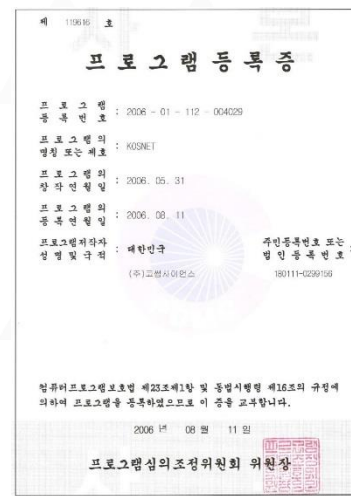 제 119616 호
프로그램등록증
프로그램
등록번호 : 2006 - 01 - 112 - 004029
프로그램의
명칭 또는 제호 : KOSNET
프로그램의
창작연월일 : 2006. 05. 31
프로그램의
등록연월일 : 2006. 08. 11
프로그램저작자
성명및국적 : 대한민국
주민등록번호 또는
법인등록번호 :
(주)고썸사이언스 180111-0299156
컴퓨터프로그램보호법 제23조제1항 및 동법시행령 제16조의 규정에
의하여 프로그램을 등록하였으므로 이 증을 교부합니다.
2006 년 08 월 11 일
프로그램심의조정위원회 위원장